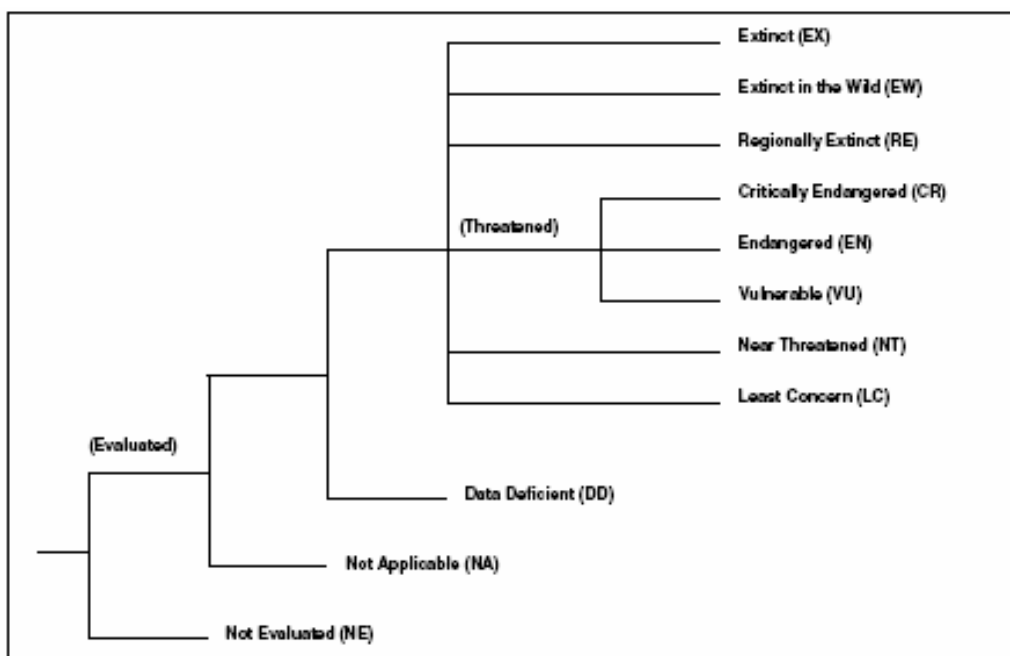 Extinct (EX)
Extinct in the Wild (EW)
Regionally Extinct (RE)
Critically Endangered (CR)
(Threatened)
Endangered (EN)
Vulnerable (VU)
Near Threatened (NT)
Least Concern (LC)
(Evaluated)
Data Deficient (DD)
Not Applicable (NA)
Not Evaluated (NE)